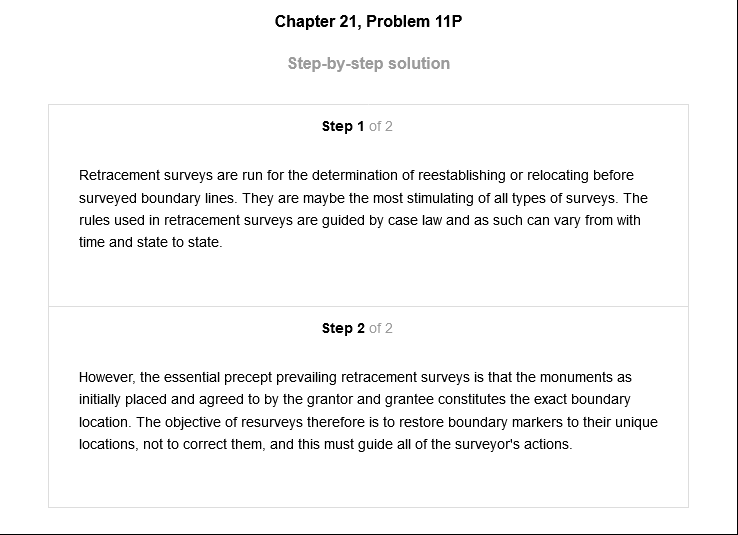 Chapter 21, Problem 11P
Step-by-step solution
Step 1 of 2
Retracement surveys are run for the determination of reestablishing or relocating before
surveyed boundary lines. They are maybe the most stimulating of all types of surveys. The
rules used in retracement surveys are guided by case law and as such can vary from with
time and state to state.
Step 2 of 2
However, the essential precept prevailing retracement surveys is that the monuments as
initially placed and agreed to by the grantor and grantee constitutes the exact boundary
location. The objective of resurveys therefore is to restore boundary markers to their unique
locations, not to correct them, and this must guide all of the surveyor's actions.